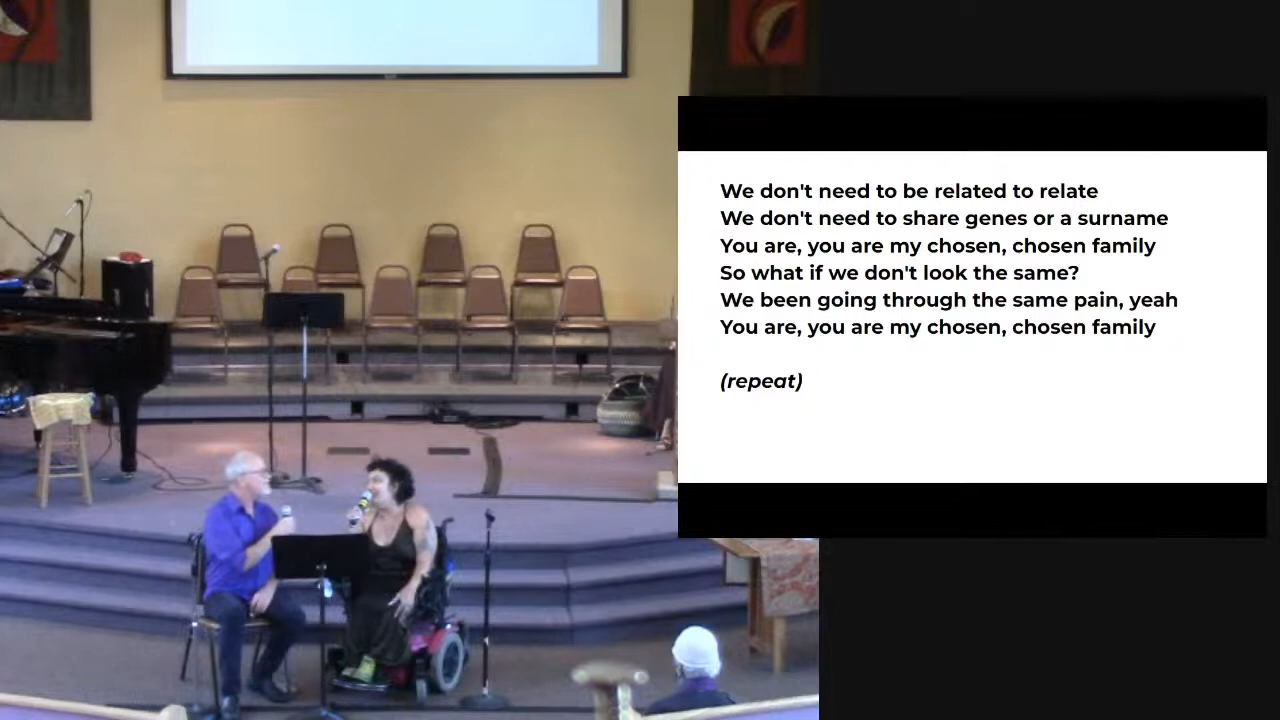 We don't need to be related to relate
We don't need to share genes or a surname
You are, you are my chosen, chosen family
So what if we don't look the same?
We been going through the same pain, yeah
You are, you are my chosen, chosen family
(repeat)